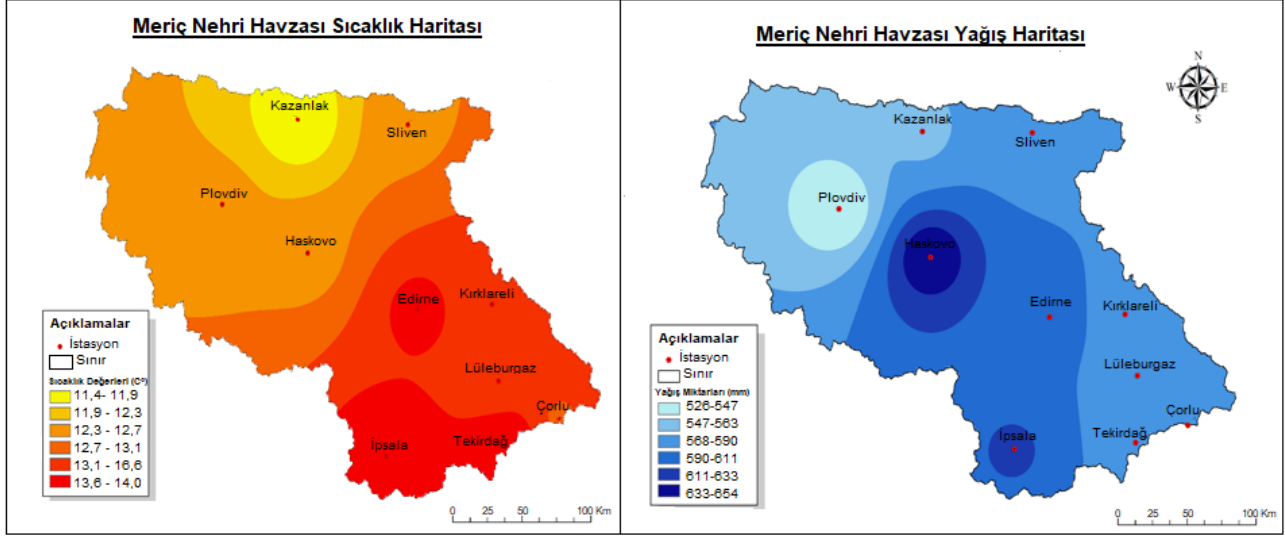 Meriç Nehri Havzası Sıcaklık Haritası
Kazanlak
Sliven
Plovdiv
Haskovo
Edirne
Kırklareli
Lüleburgaz
Çorlu
İpsala
Tekirdağ
Açıklamalar
İstasyon
Sınır
Sıcaklık Değerleri (C°)
11,4- 11,9
11,9 - 12,3
12,3 - 12,7
12,7 - 13,1
13,1 - 16,6
13,6 - 14,0
0 25 50 100 Km
Meriç Nehri Havzası Yağış Haritası
N
W E
S
Kazanlak
Sliven
Plovdiv
Haskovo
Edirne
Kırklareli
Lüleburgaz
Çorlu
Tekirdağ
İpsala
Açıklamalar
İstasyon
Sınır
Yağış Miktarları (mm)
526-547
547-563
568-590
590-611
611-633
633-654
0 25 50 100 Km